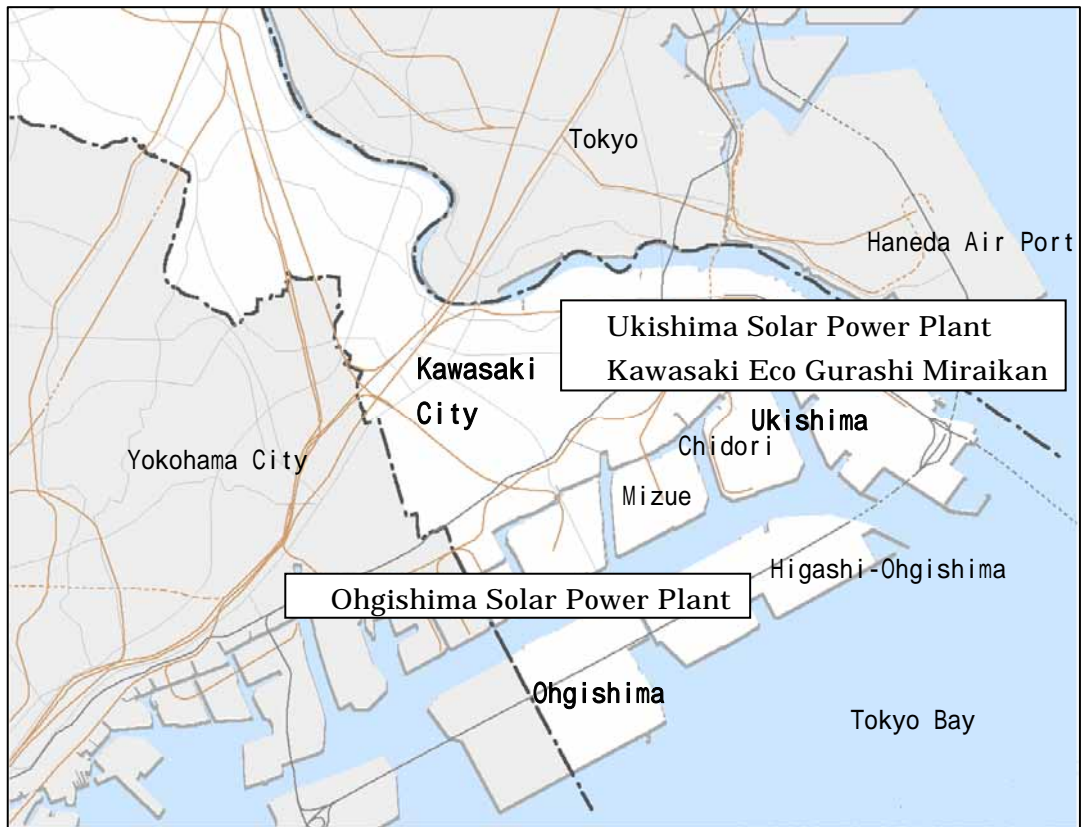 Tokyo
Haneda Air Port
Ukishima Solar Power Plant
Kawasaki Eco Gurashi Miraikan
Kawasaki
City
Ukishima
Chidori
Yokohama City
Mizue
Higashi-Ohgishima
Ohgishima Solar Power Plant
Ohgishima
Tokyo Bay